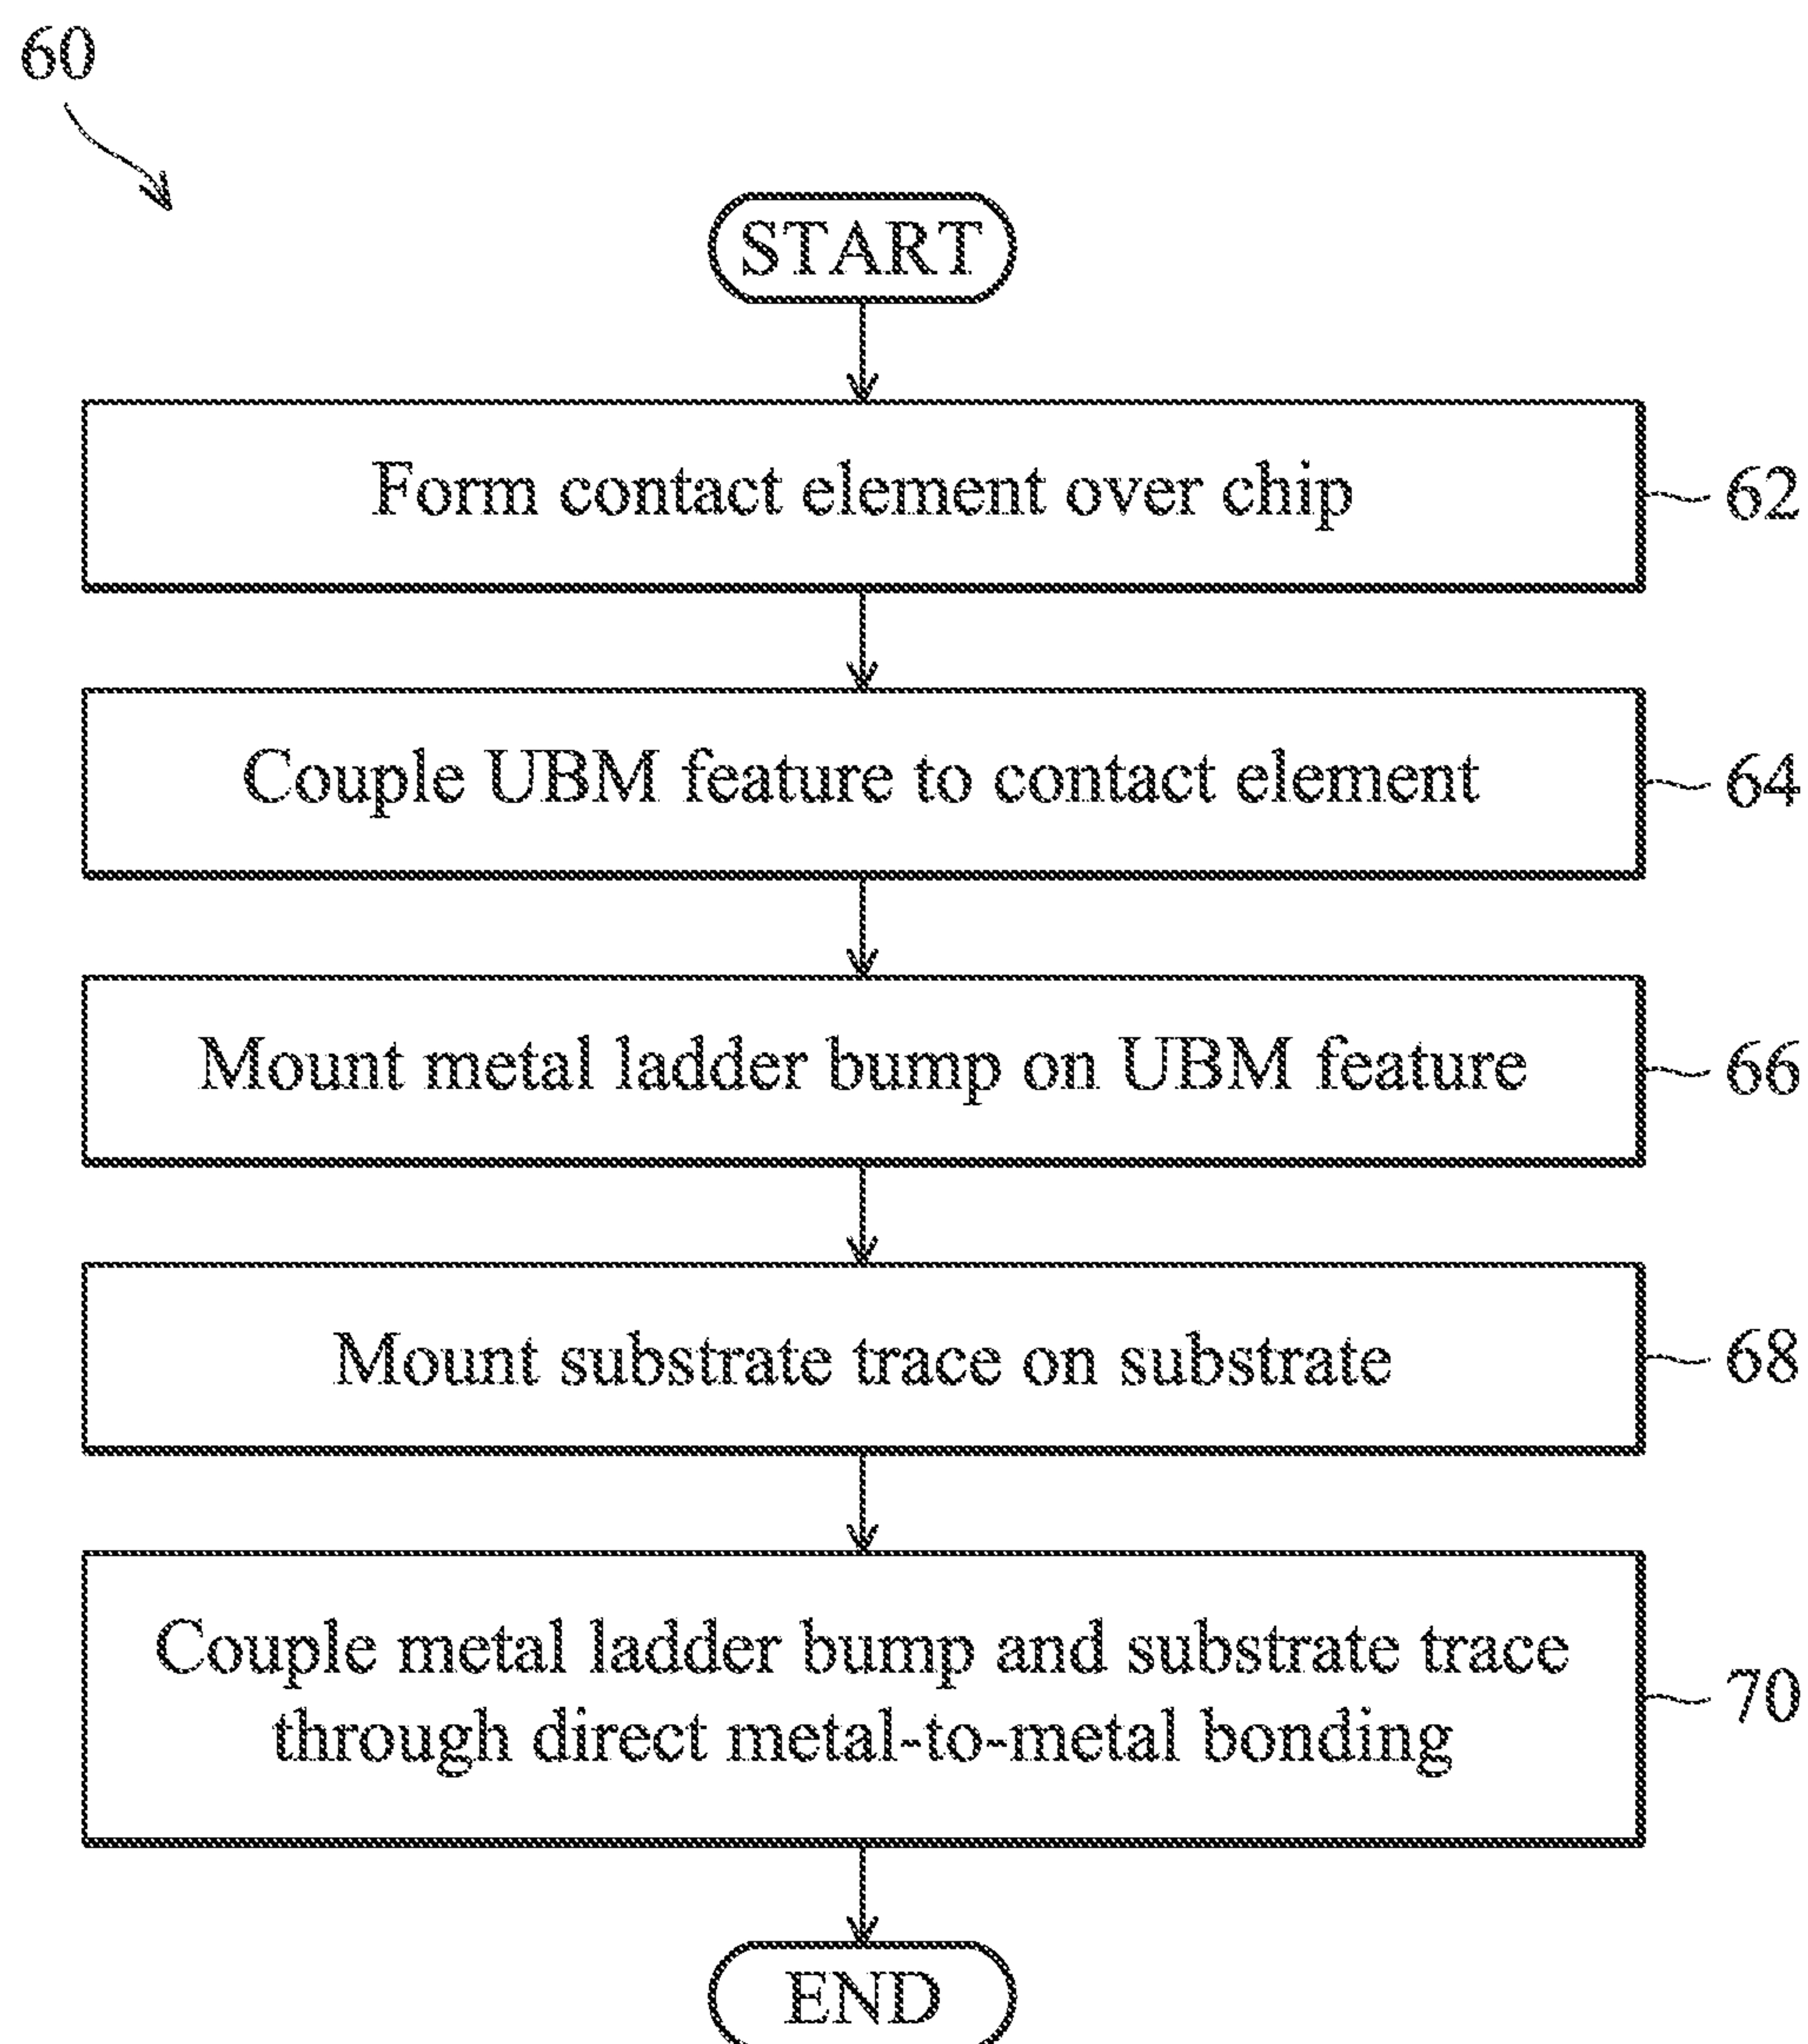 60
START
Form contact element over chip
62
Couple UBM feature to contact element
64
Mount metal ladder bump on UBM feature
66
Mount substrate trace on substrate
68
Couple metal ladder bump and substrate trace
through direct metal-to-metal bonding
70
END